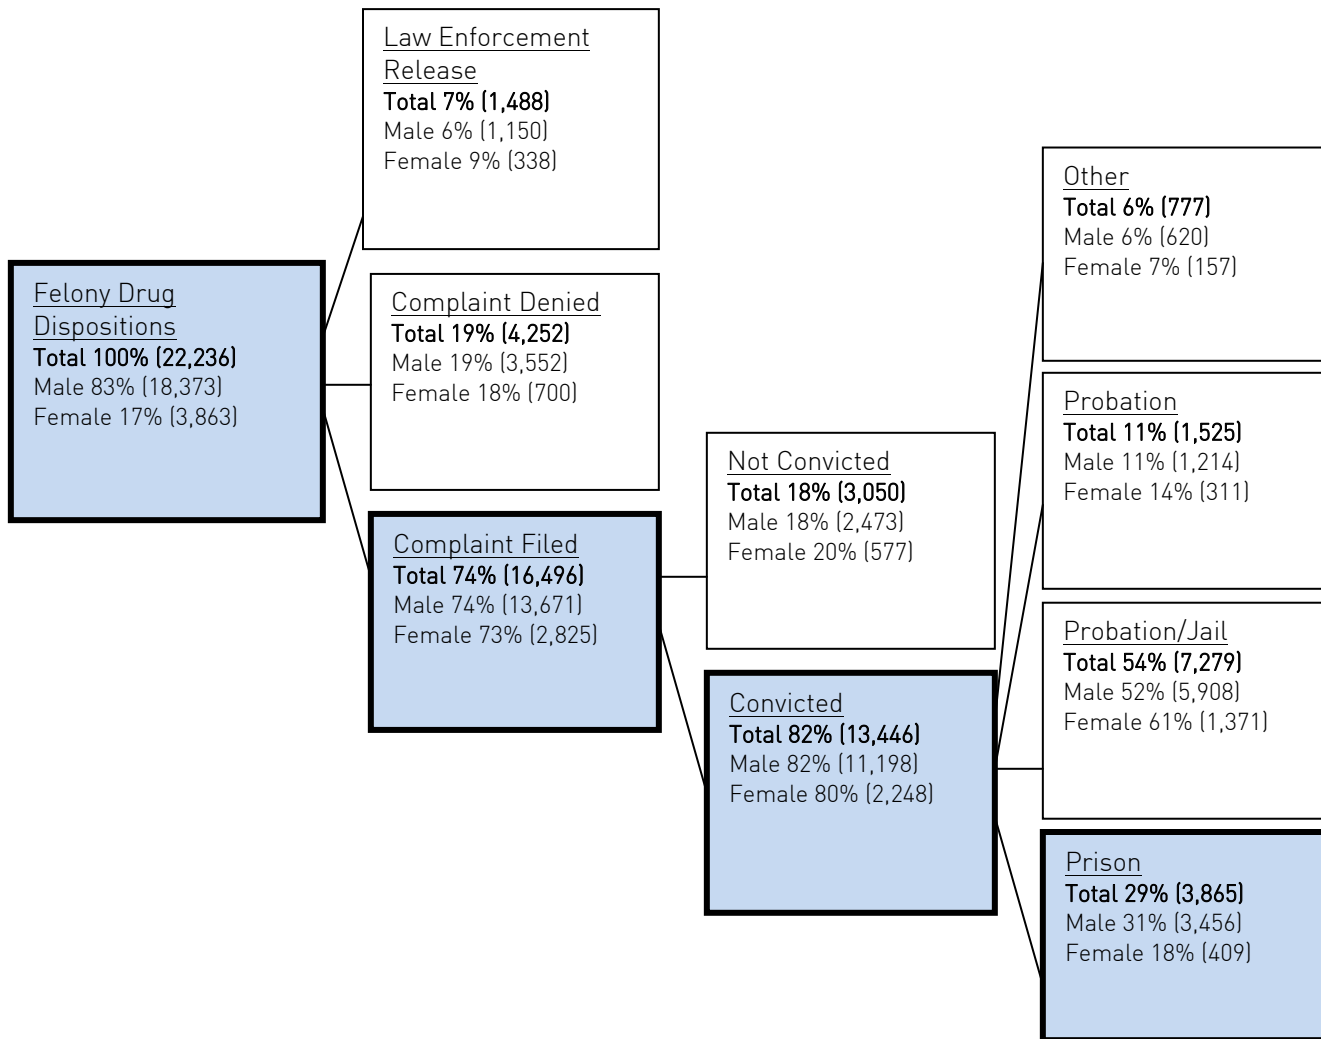 Law Enforcement
Release
Total 7% (1,488)
Male 6% (1,150)
Female 9% (338)
Felony Drug
Dispositions
Total 100% (22,236)
Male 83% (18,373)
Female 17% (3,863)
Complaint Denied
Total 19% (4,252)
Male 19% (3,552)
Female 18% (700)
Complaint Filed
Total 74% (16,496)
Male 74% (13,671)
Female 73% (2,825)
Not Convicted
Total 18% (3,050)
Male 18% (2,473)
Female 20% (577)
Convicted
Total 82% (13,446)
Male 82% (11,198)
Female 80% (2,248)
Other
Total 6% (777)
Male 6% (620)
Female 7% (157)
Probation
Total 11% (1,525)
Male 11% (1,214)
Female 14% (311)
Probation/Jail
Total 54% (7,279)
Male 52% (5,908)
Female 61% (1,371)
Prison
Total 29% (3,865)
Male 31% (3,456)
Female 18% (409)